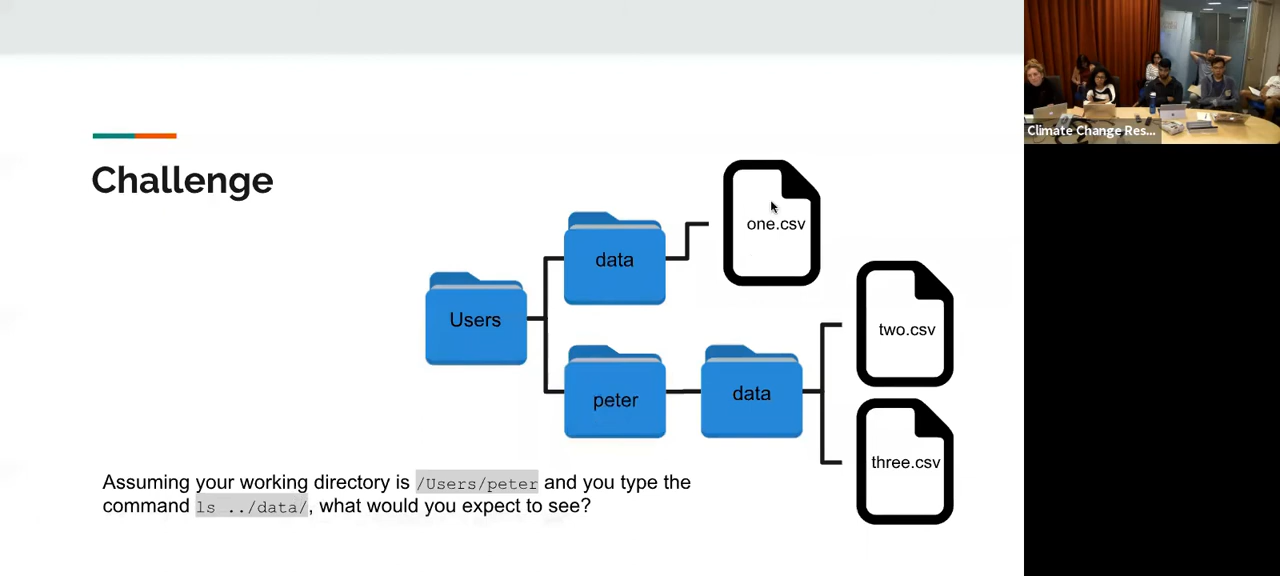 Climate Change Res...
Challenge
one.csv
data
Users
two.csv
peter
data
three.csv
Assuming your working directory is /Users/peter and you type the
command ls ../data/, what would you expect to see?